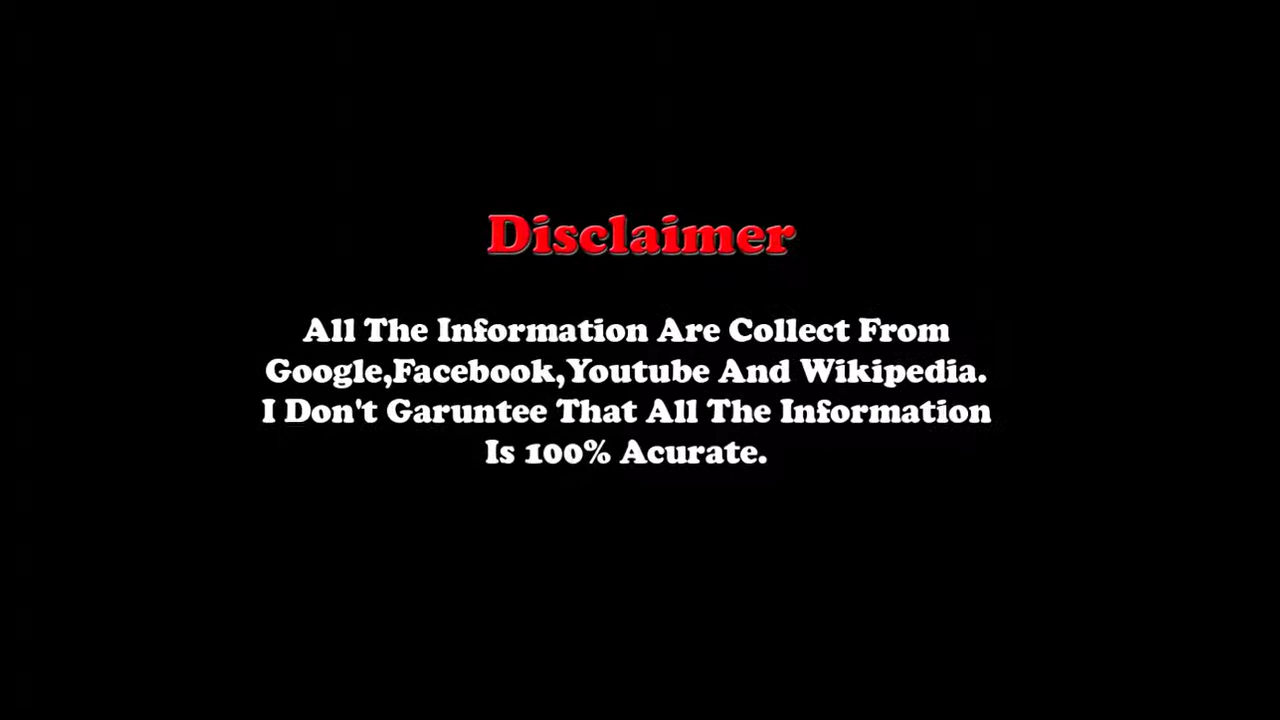 Disclaimer
All The Information Are Collect From
Google,Facebook,Youtube And Wikipedia.
I Don't Garuntee That All The Information
Is 100% Acurate.